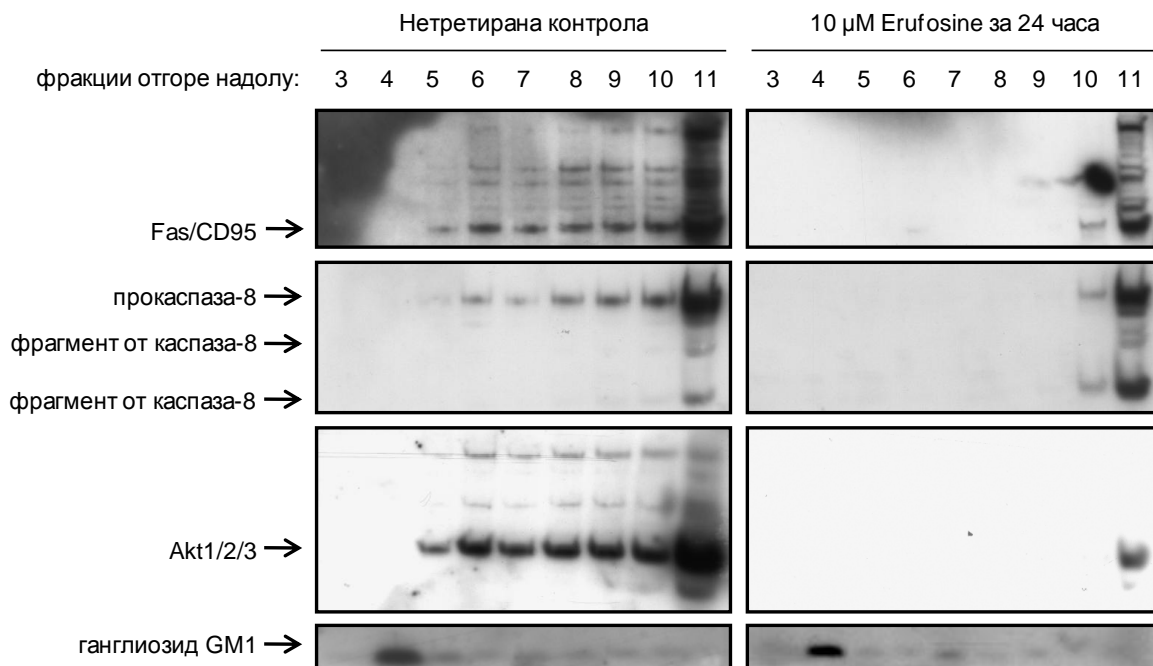 Нетретирана контрола 10 µM Erufosine за 24 часа
фракции отгоре надолу: 3 4 5 6 7 8 9 10 11 3 4 5 6 7 8 9 10 11
Fas/CD95
прокаспаза-8
фрагмент от каспаза-8
фрагмент от каспаза-8
Akt1/2/3
ганглиозид GM1